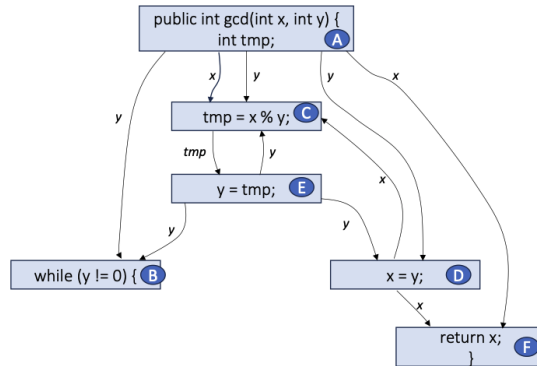 public int gcd(int x, int y) {
int tmp; A
x y y x
y
tmp = x % y; C
tmp y x
y = tmp; E
y y
while (y != 0) { B
x = y; D
x
return x; F
}